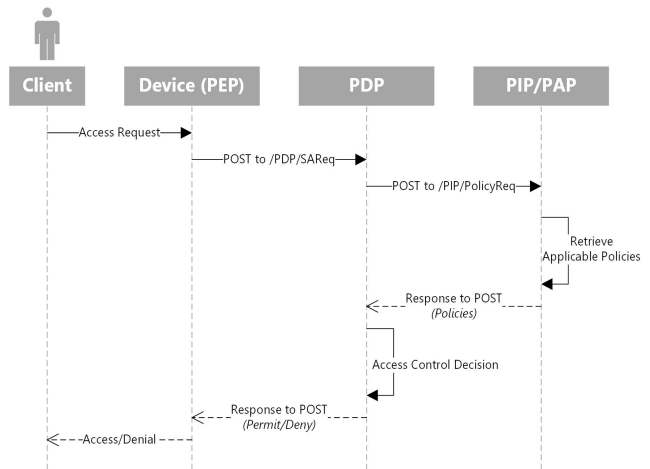 Client
Device (PEP)
PDP
PIP/PAP
Access Request
POST to /PDP/SAReq
POST to /PIP/PolicyReq
Retrieve
Applicable Policies
Response to POST
(Policies)
Access Control Decision
Response to POST
(Permit/Deny)
Access/Denial